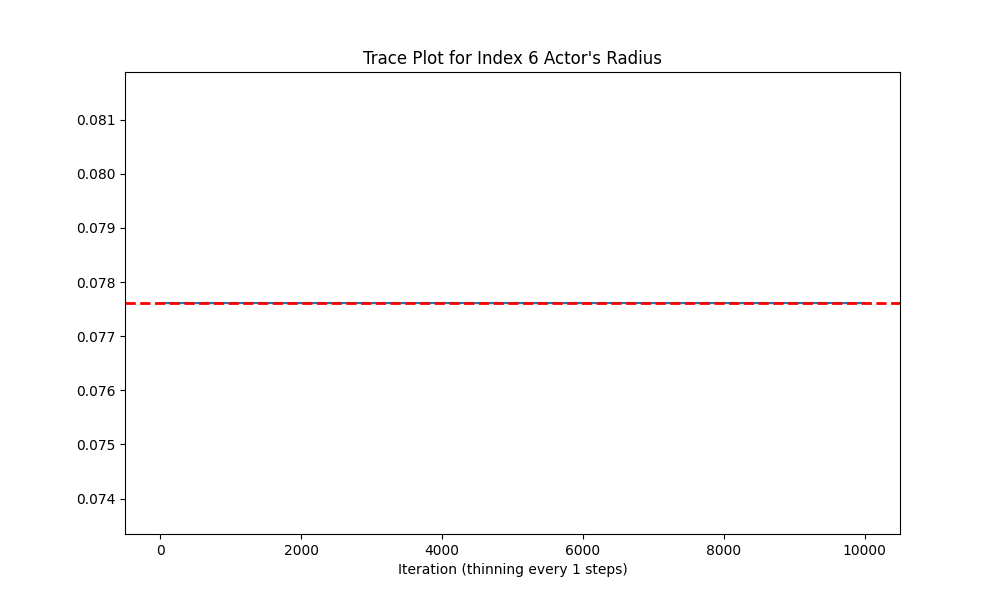 Trace Plot for Index 6 Actor's Radius
0.081
0.080
0.079
0.078
0.077
0.076
0.075
0.074
0 2000 4000 6000 8000 10000
Iteration (thinning every 1 steps)